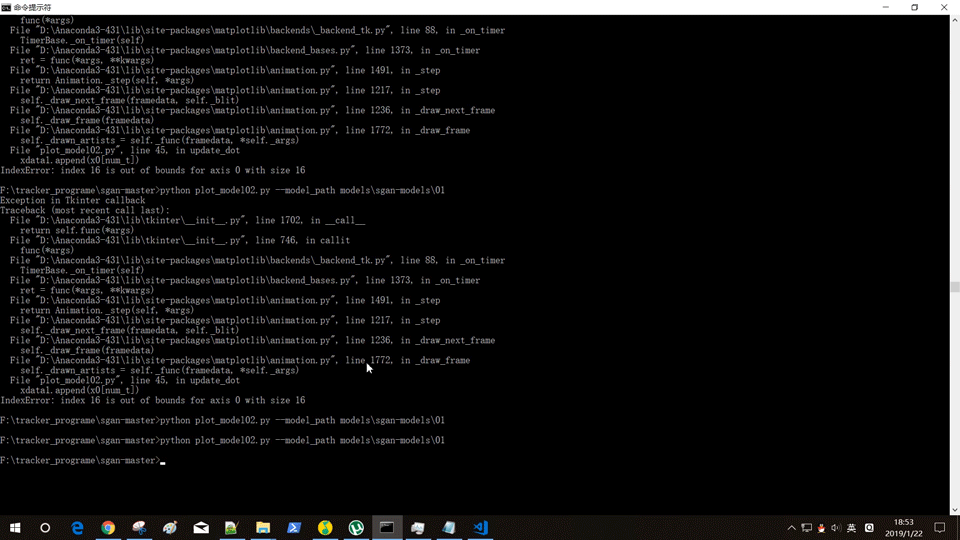 命令提示符
func(*args)
File "D:\Anaconda3-431\lib\site-packages\matplotlib\backends\_backend_tk.py", line 88, in _on_timer
TimerBase._on_timer(self)
File "D:\Anaconda3-431\lib\site-packages\matplotlib\backend_bases.py", line 1373, in _on_timer
ret = func(*args, **kwargs)
File "D:\Anaconda3-431\lib\site-packages\matplotlib\animation.py", line 1491, in _step
return Animation._step(self, *args)
File "D:\Anaconda3-431\lib\site-packages\matplotlib\animation.py", line 1217, in _step
self._draw_next_frame(framedata, self._blit)
File "D:\Anaconda3-431\lib\site-packages\matplotlib\animation.py", line 1236, in _draw_next_frame
self._draw_frame(framedata)
File "D:\Anaconda3-431\lib\site-packages\matplotlib\animation.py", line 1772, in _draw_frame
self._drawn_artists = self._func(framedata, *self._args)
File "plot_model02.py", line 45, in update_dot
xdata1.append(x0[num_t])
IndexError: index 16 is out of bounds for axis 0 with size 16
F:\tracker_programe\sgan-master>python plot_model02.py --model_path models\sgan-models\01
Exception in Tkinter callback
Traceback (most recent call last):
File "D:\Anaconda3-431\lib\tkinter\__init__.py", line 1702, in __call__
return self.func(*args)
File "D:\Anaconda3-431\lib\tkinter\__init__.py", line 746, in callit
func(*args)
File "D:\Anaconda3-431\lib\site-packages\matplotlib\backends\_backend_tk.py", line 88, in _on_timer
TimerBase._on_timer(self)
File "D:\Anaconda3-431\lib\site-packages\matplotlib\backend_bases.py", line 1373, in _on_timer
ret = func(*args, **kwargs)
File "D:\Anaconda3-431\lib\site-packages\matplotlib\animation.py", line 1491, in _step
return Animation._step(self, *args)
File "D:\Anaconda3-431\lib\site-packages\matplotlib\animation.py", line 1217, in _step
self._draw_next_frame(framedata, self._blit)
File "D:\Anaconda3-431\lib\site-packages\matplotlib\animation.py", line 1236, in _draw_next_frame
self._draw_frame(framedata)
File "D:\Anaconda3-431\lib\site-packages\matplotlib\animation.py", line 1772, in _draw_frame
self._drawn_artists = self._func(framedata, *self._args)
File "plot_model02.py", line 45, in update_dot
xdata1.append(x0[num_t])
IndexError: index 16 is out of bounds for axis 0 with size 16
F:\tracker_programe\sgan-master>python plot_model02.py --model_path models\sgan-models\01
F:\tracker_programe\sgan-master>python plot_model02.py --model_path models\sgan-models\01
F:\tracker_programe\sgan-master>
英
18:53
2019/1/22